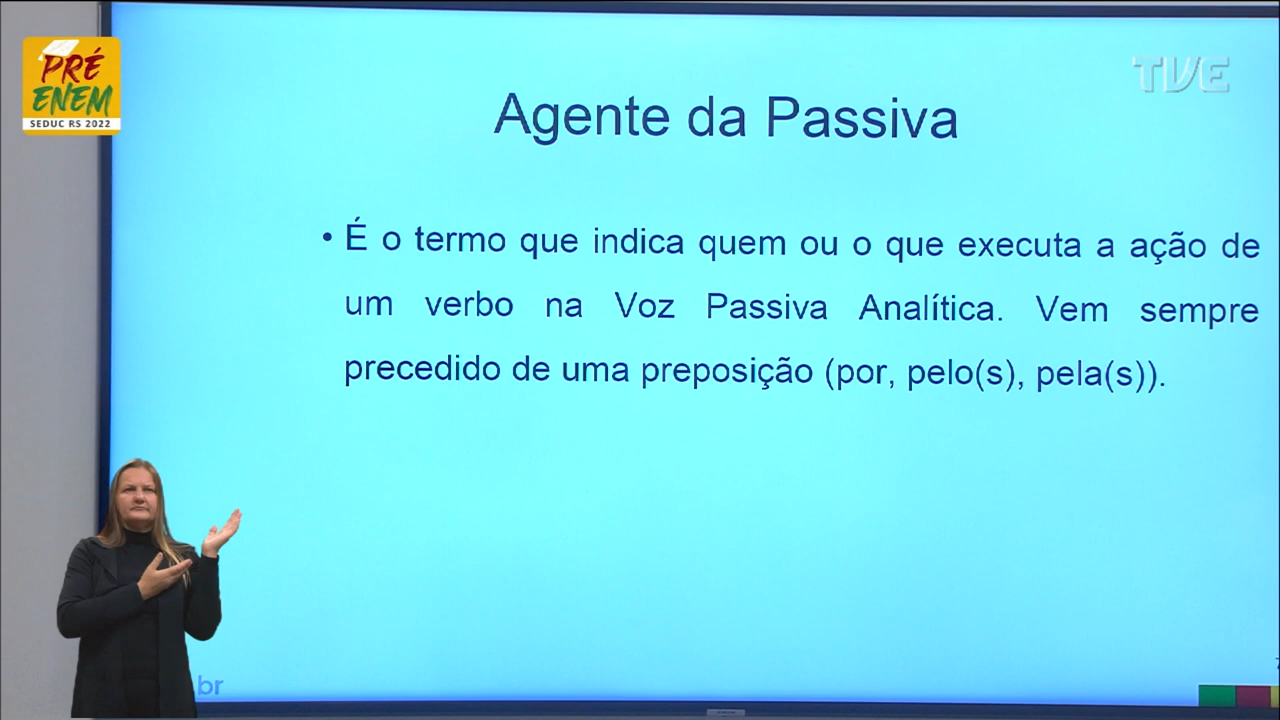 PRÉ
ENEM
SEDUC RS 2022
TVE
Agente da Passiva
• É o termo que indica quem ou o que executa a ação de
um verbo na Voz Passiva Analítica. Vem sempre
precedido de uma preposição (por, pelo(s), pela(s)).
br